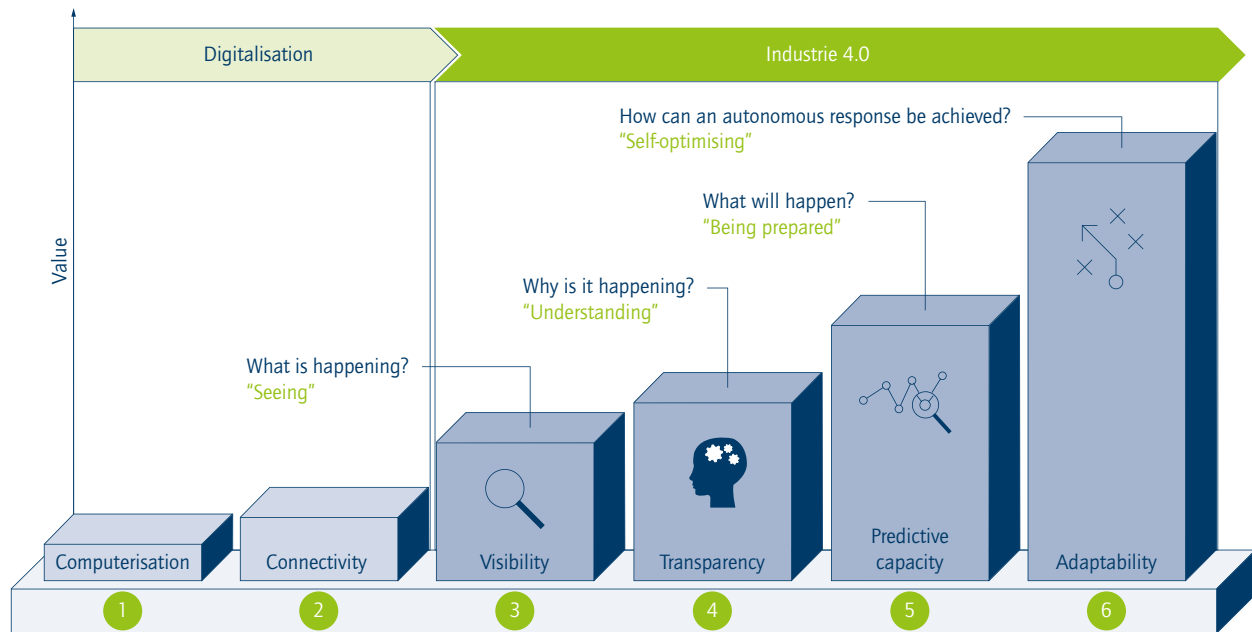 Digitalisation
Industrie 4.0
Value
How can an autonomous response be achieved?
“Self-optimising”
What will happen?
“Being prepared”
Why is it happening?
“Understanding”
What is happening?
“Seeing”
Computerisation
Connectivity
Visibility
Transparency
Predictive
capacity
Adaptability
1
2
3
4
5
6